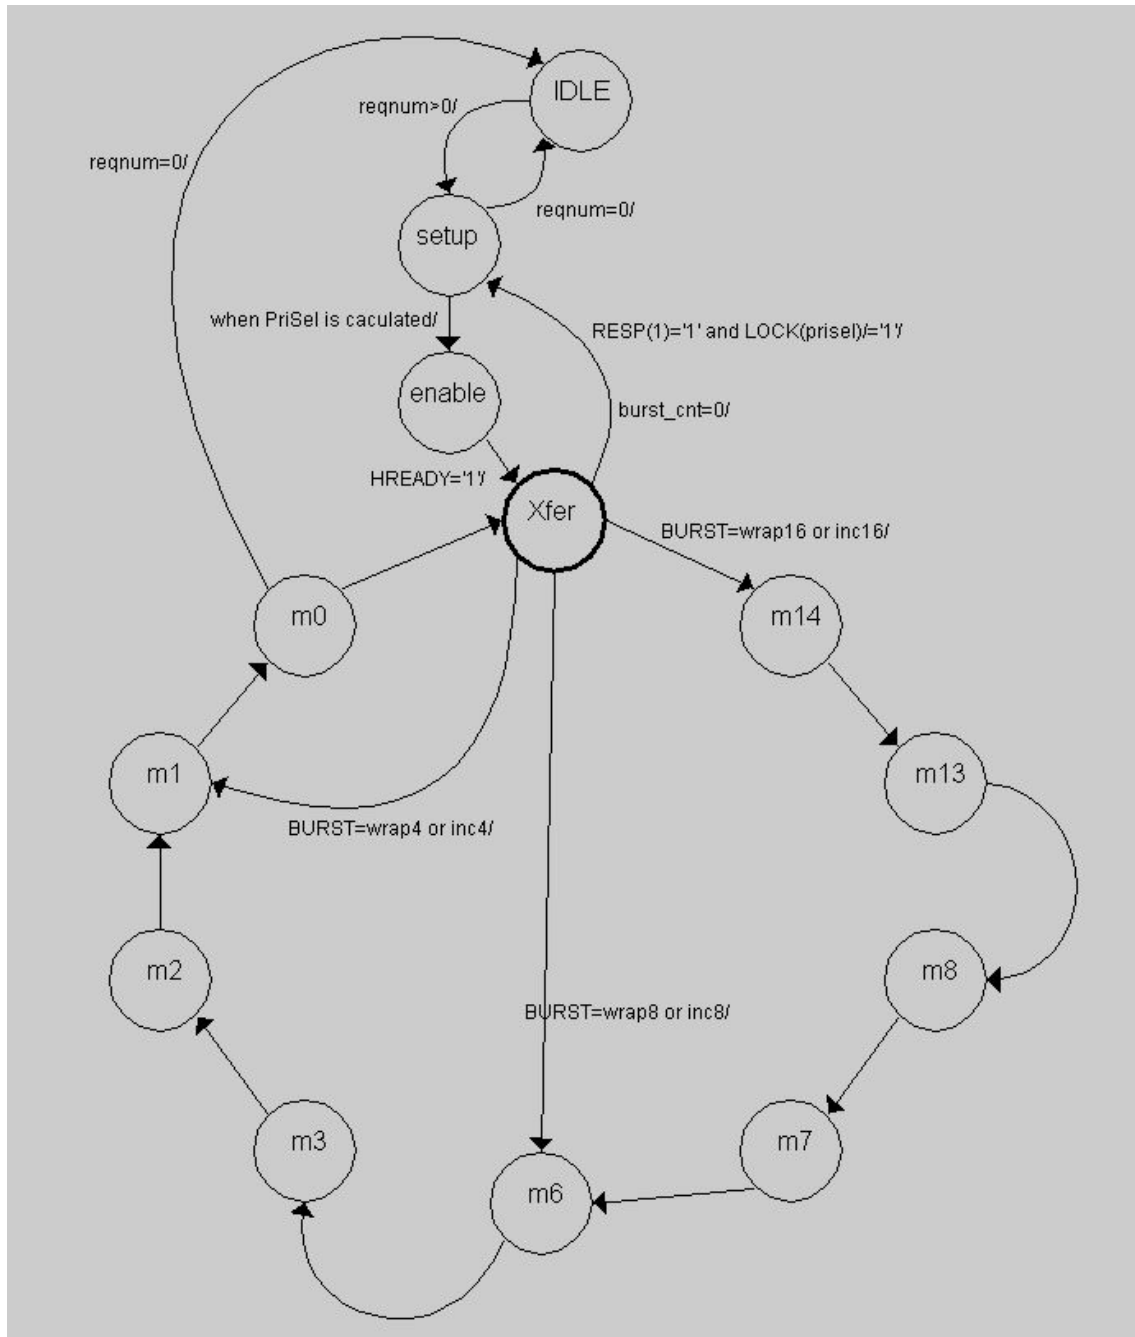 IDLE
reqnum>0/
reqnum=0/
reqnum=0/
setup
when PriSel is caculated/
RESP(1)='1' and LOCK(prisel)/='1'/
enable
burst_cnt=0/
HREADY='1'/
Xfer
BURST=wrap16 or inc16/
m0
m14
m1
m13
BURST=wrap4 or inc4/
m2
m8
BURST=wrap8 or inc8/
m3
m7
m6